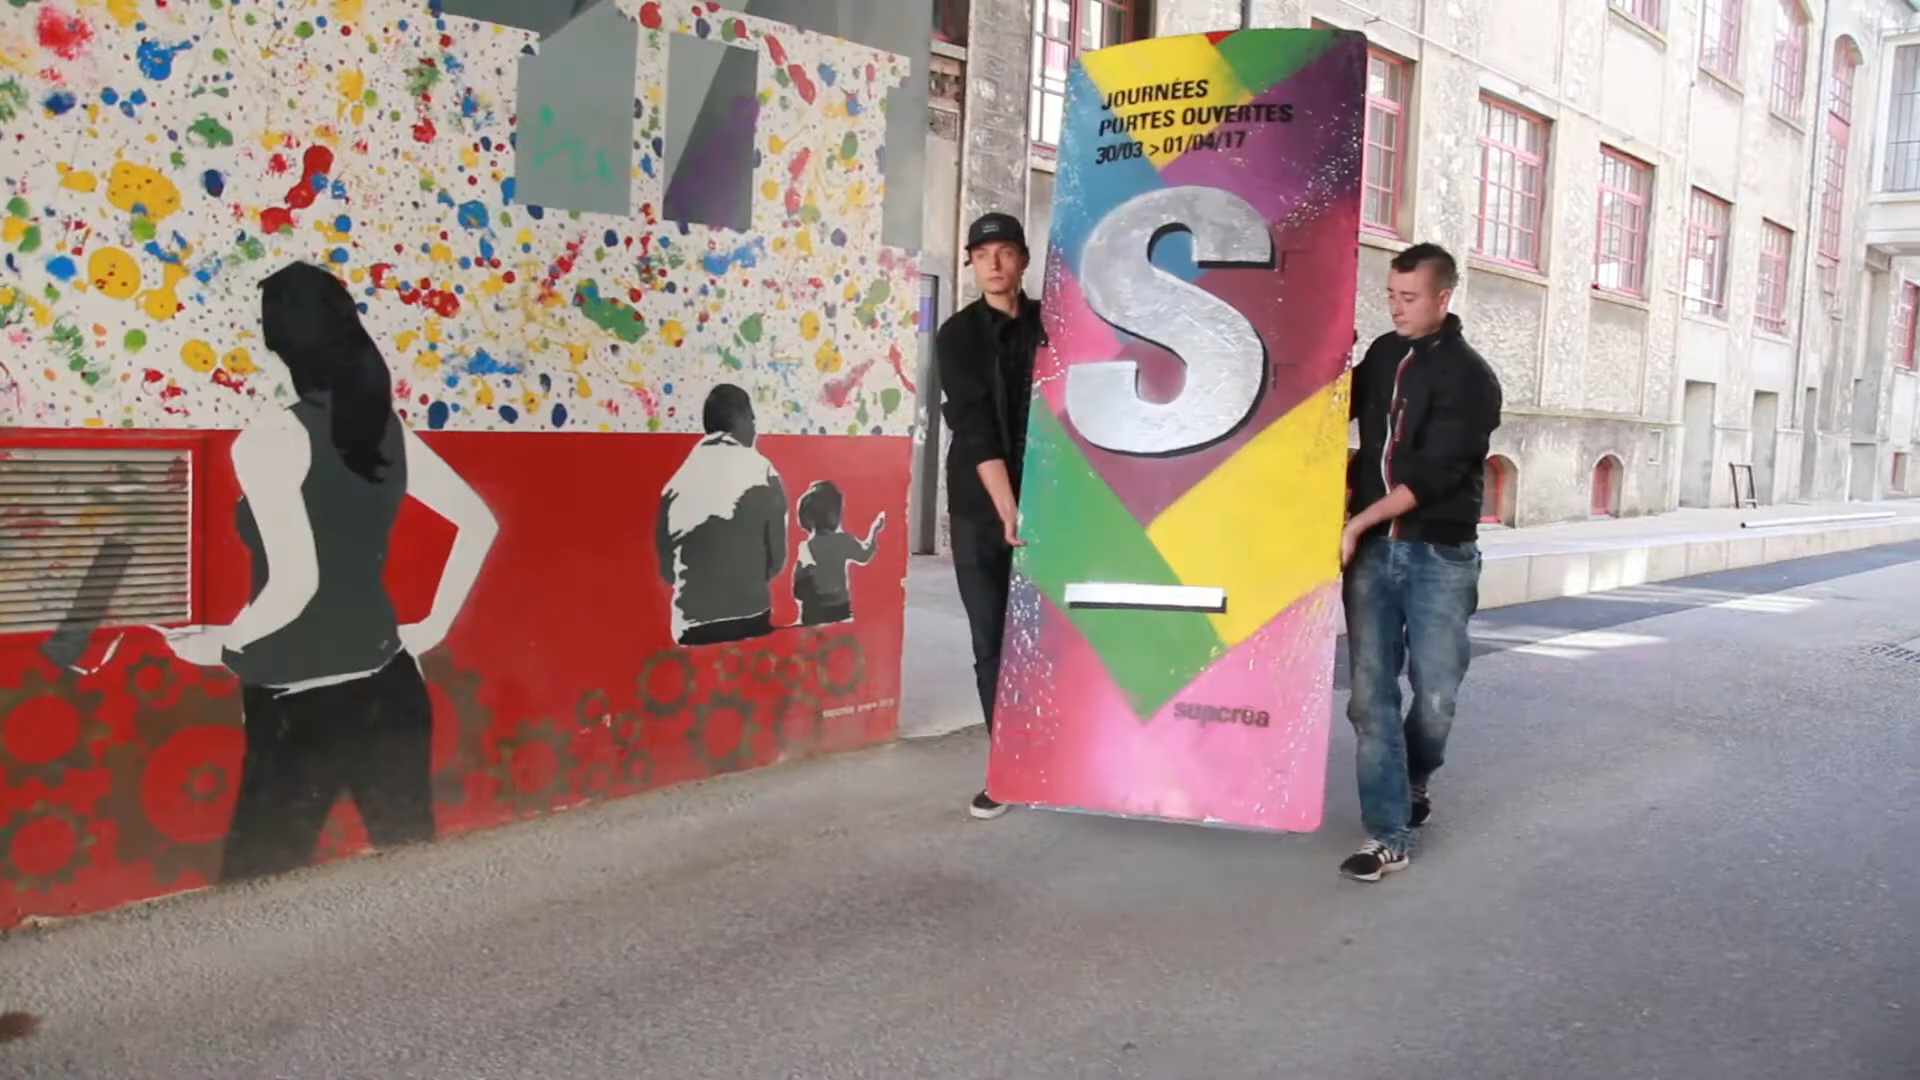 JOURNÉES
PORTES OUVERTES
30/03 > 01/04/17
S
supcréa